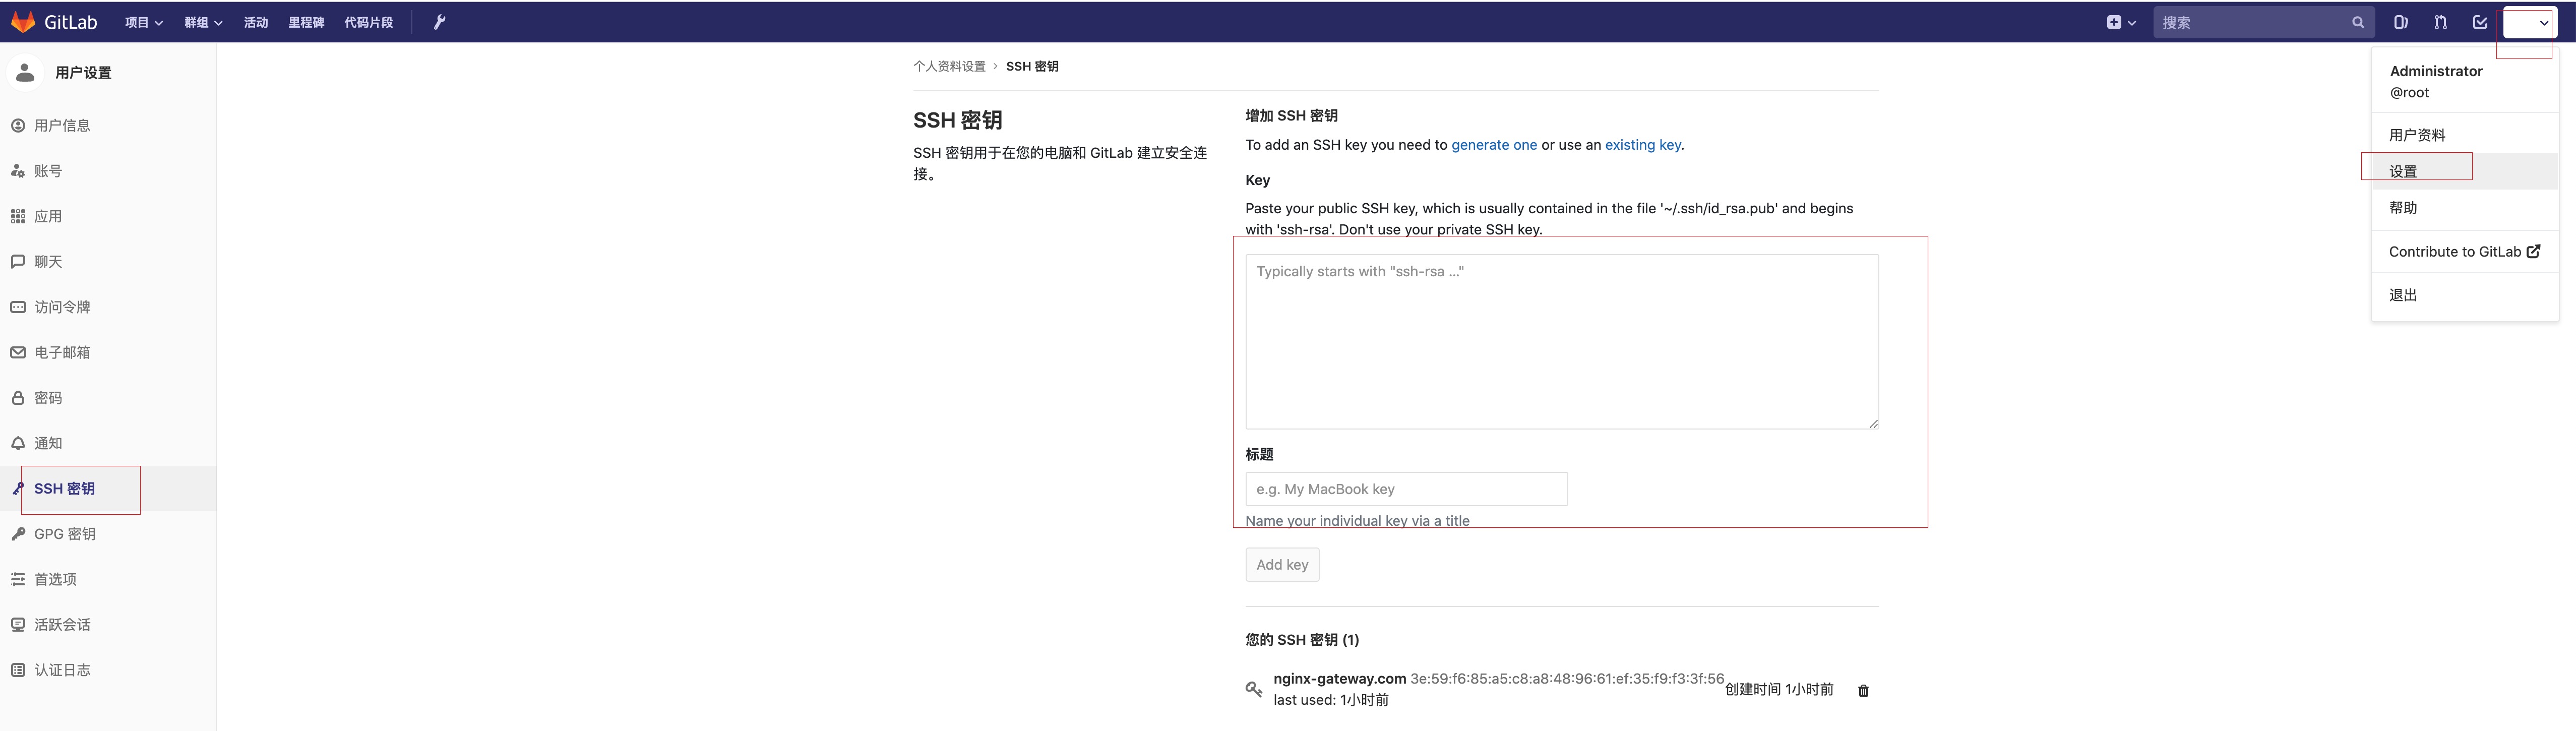 GitLab 项目 群组 活动 里程碑 代码片段 搜索
用户设置
用户信息
账号
应用
聊天
访问令牌
电子邮箱
密码
通知
SSH 密钥
GPG 密钥
首选项
活跃会话
认证日志
个人资料设置 › SSH 密钥
SSH 密钥
SSH 密钥用于在您的电脑和 GitLab 建立安全连
接。
增加 SSH 密钥
To add an SSH key you need to generate one or use an existing key.
Key
Paste your public SSH key, which is usually contained in the file '~/.ssh/id_rsa.pub' and begins
with 'ssh-rsa'. Don't use your private SSH key.
Typically starts with "ssh-rsa ..."
标题
e.g. My MacBook key
Name your individual key via a title
Add key
您的 SSH 密钥 (1)
nginx-gateway.com 3e:59:f6:85:a5:c8:a8:48:96:61:ef:35:f9:f3:3f:56
last used: 1小时前
创建时间 1小时前
Administrator
@root
用户资料
设置
帮助
Contribute to GitLab
退出